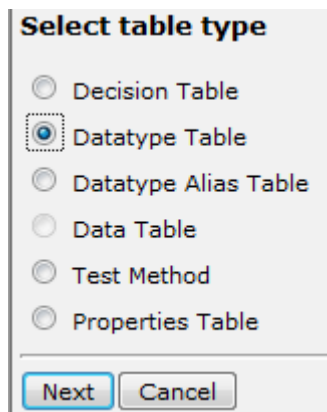 Select table type
Decision Table
Datatype Table
Datatype Alias Table
Data Table
Test Method
Properties Table
Next Cancel